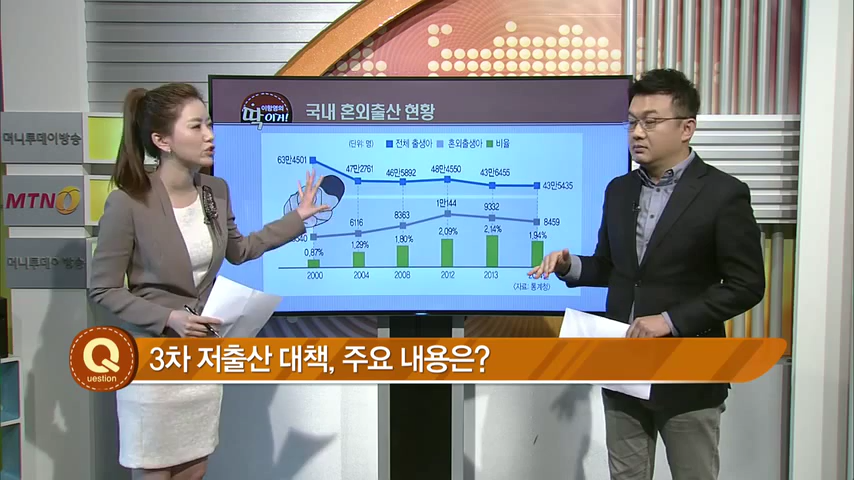 이항영의
딱 이거!
국내 혼외출산 현황
(단위: 명)
전체 출생아 혼외출생아 비율
63만4501 47만2761 46만5892 48만4550 43만6455 43만5435
6116 8363 1만144 9332 8459
0.87% 1.29% 1.80% 2.09% 2.14% 1.94%
2000 2004 2008 2012 2013
(자료: 통계청)
머니투데이방송
MTN
머니투데이방송
Question
3차 저출산 대책, 주요 내용은?